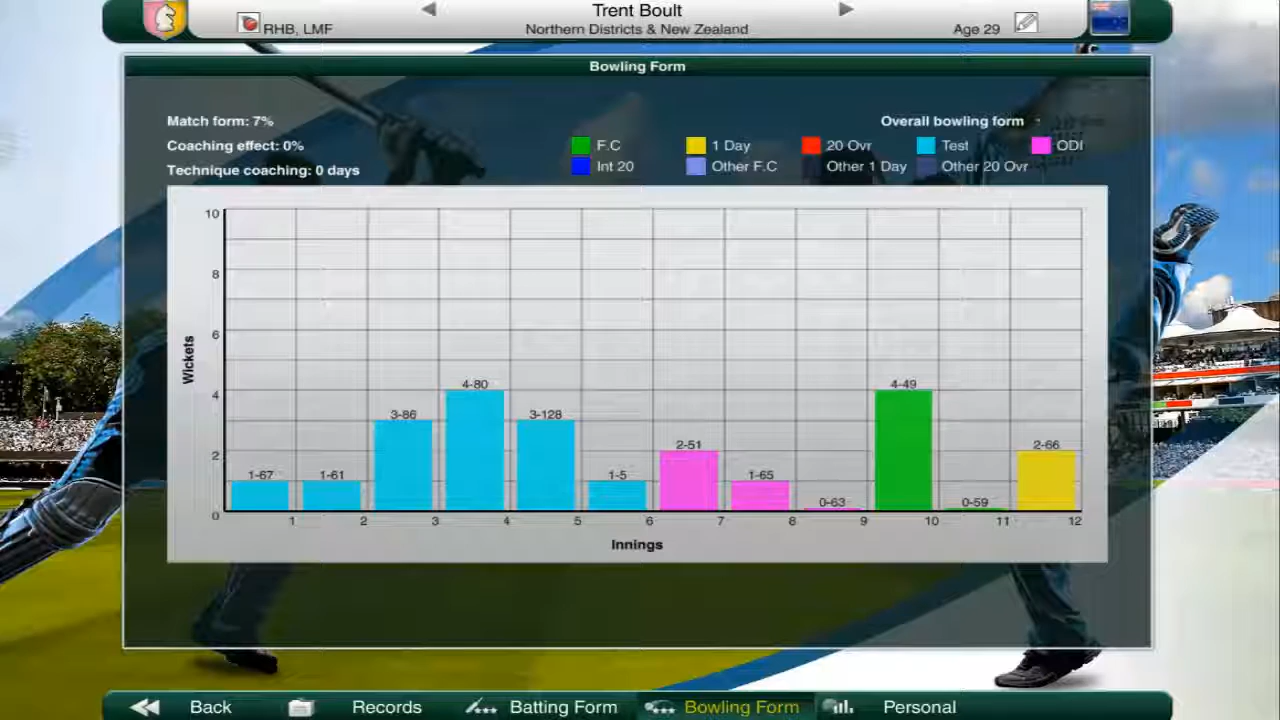 Trent Boult
RHB, LMF
Northern Districts & New Zealand
Age 29
Bowling Form
Match form: 7%
Overall bowling form
Coaching effect: 0%
F.C
1 Day
20 Ovr
Test
ODI
Technique coaching: 0 days
Int 20
Other F.C
Other 1 Day
Other 20 Ovr
10
8
6
4
2
0
Wickets
1-67
1-61
3-86
4-80
3-128
1-5
2-51
1-65
0-63
4-49
0-59
2-66
1 2 3 4 5 6 7 8 9 10 11 12
Innings
Back
Records
Batting Form
Bowling Form
Personal